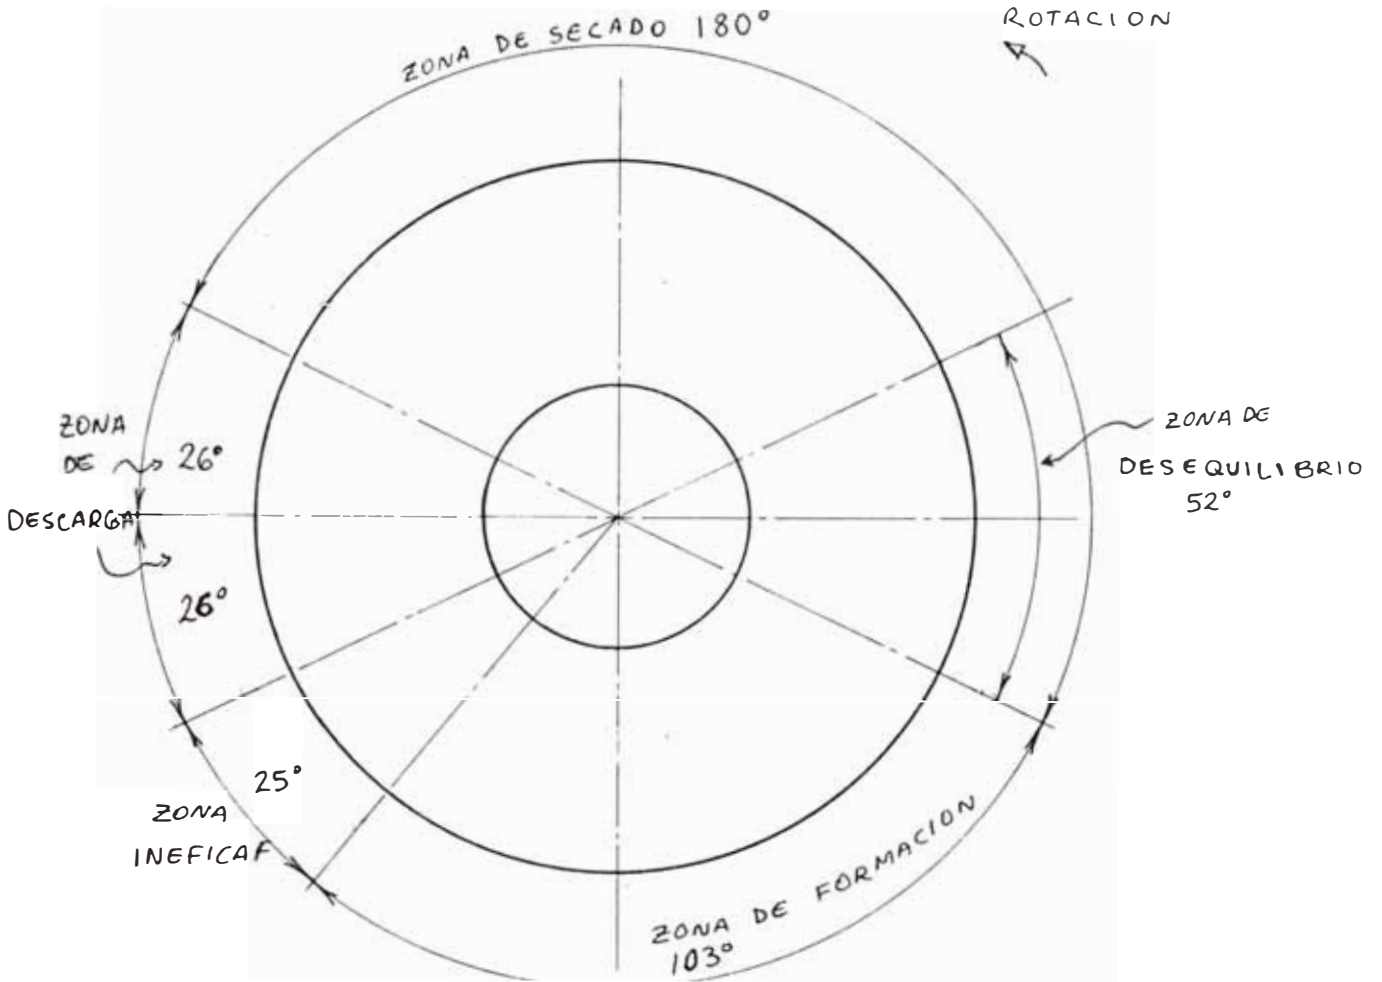 ZONA DE SECADO 180°
ROTACION
ZONA
DE
DESCARGA
26°
26°
ZONA DE
DESEQUILIBRIO
52°
25°
ZONA
INEFICAF
ZONA DE FORMACION
103°